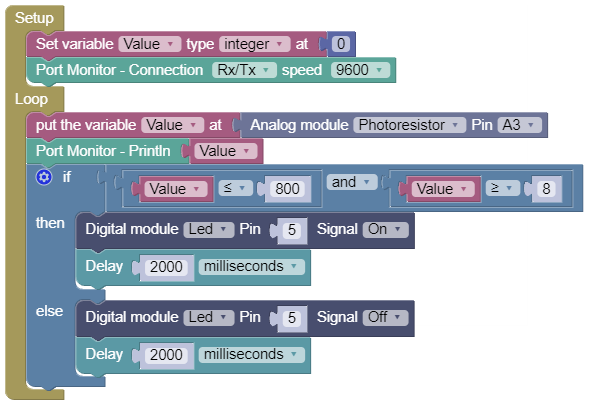 Setup
Set variable Value type integer at 0
Port Monitor - Connection Rx/Tx speed 9600
Loop
put the variable Value at Analog module Photoresistor Pin A3
Port Monitor - Println Value
if Value ≤ 800 and Value ≥ 8
then Digital module Led Pin 5 Signal On
Delay 2000 milliseconds
else Digital module Led Pin 5 Signal Off
Delay 2000 milliseconds